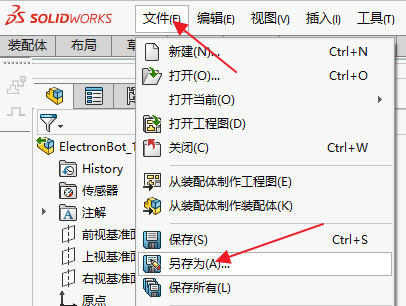 SOLIDWORKS 文件(F) 编辑(E) 视图(V) 插入(I) 工具(T)
装配体 布局
新建(N)... Ctrl+N
打开(O)... Ctrl+O
打开当前(O)
打开工程图(D)
关闭(C) Ctrl+W
从装配体制作工程图(E)
从装配体制作装配体(K)
保存(S) Ctrl+S
另存为(A)...
保存所有(L)
ElectronBot_1
History
传感器
A 注解
前视基准面
上视基准面
右视基准面
原点